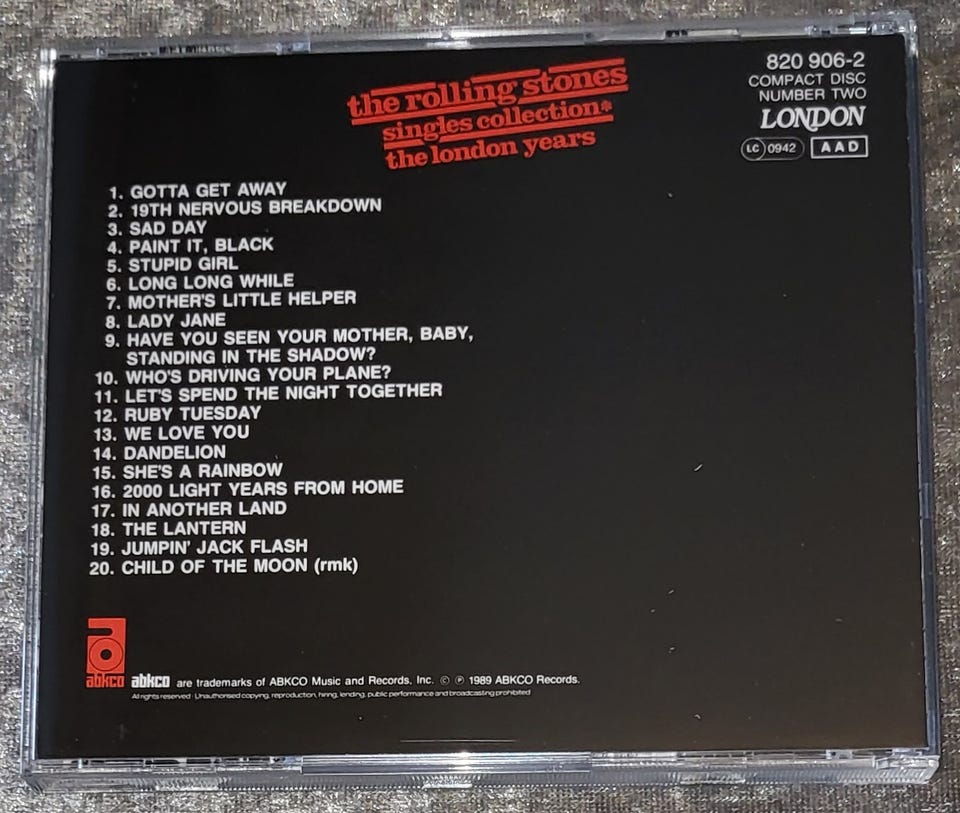 the rolling stones
singles collection*
the london years
820 906-2
COMPACT DISC
NUMBER TWO
LONDON
LC 0942 AAD
1. GOTTA GET AWAY
2. 19TH NERVOUS BREAKDOWN
3. SAD DAY
4. PAINT IT, BLACK
5. STUPID GIRL
6. LONG LONG WHILE
7. MOTHER'S LITTLE HELPER
8. LADY JANE
9. HAVE YOU SEEN YOUR MOTHER, BABY,
STANDING IN THE SHADOW?
10. WHO'S DRIVING YOUR PLANE?
11. LET'S SPEND THE NIGHT TOGETHER
12. RUBY TUESDAY
13. WE LOVE YOU
14. DANDELION
15. SHE'S A RAINBOW
16. 2000 LIGHT YEARS FROM HOME
17. IN ANOTHER LAND
18. THE LANTERN
19. JUMPIN' JACK FLASH
20. CHILD OF THE MOON (rmk)
abkco abkco are trademarks of ABKCO Music and Records, Inc. © ℗ 1989 ABKCO Records.
All rights reserved · Unauthorised copying, reproduction, hiring, lending, public performance and broadcasting prohibited